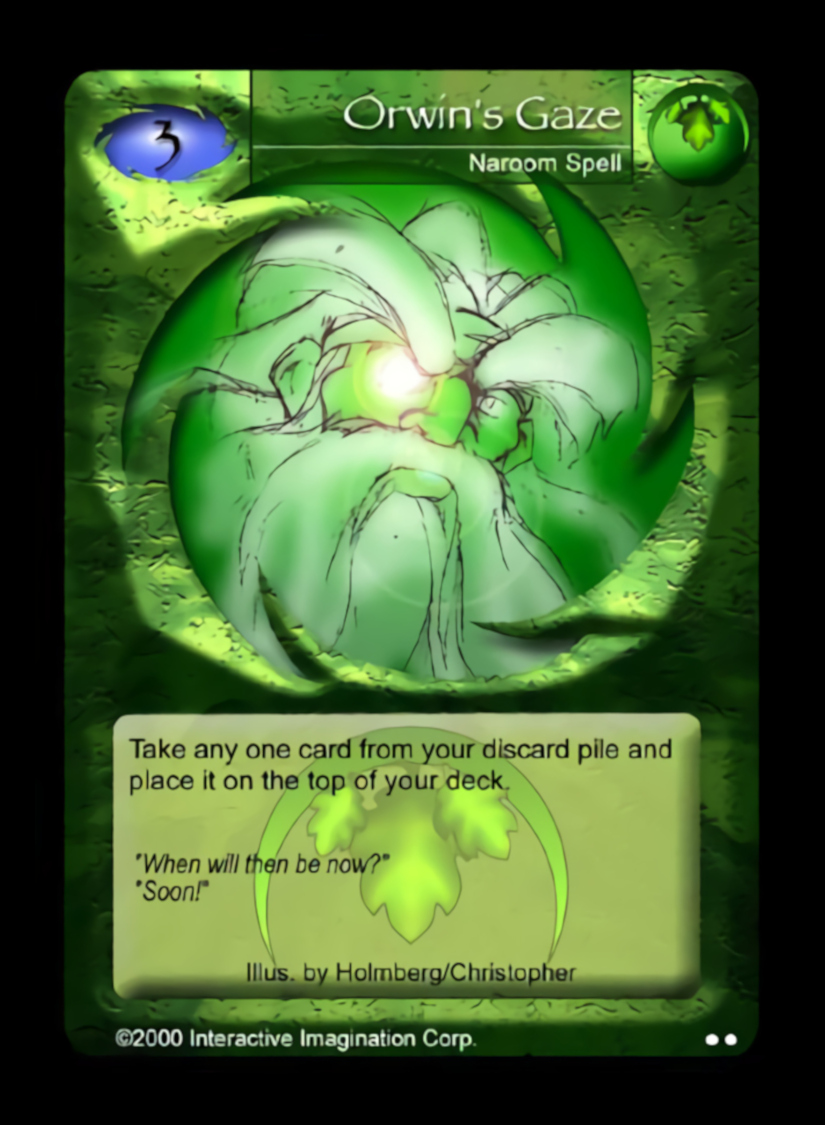 3
Orwin's Gaze
Naroom Spell
Take any one card from your discard pile and
place it on the top of your deck.
"When will then be now?"
"Soon!"
Illus. by Holmberg/Christopher
©2000 Interactive Imagination Corp.